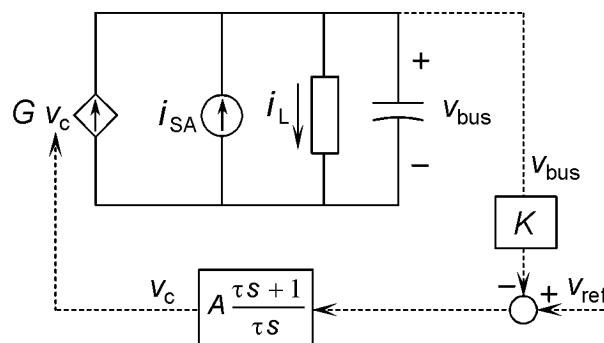 +
G v_c
i_SA
i_L
v_bus
−
v_bus
K
v_c
A (τs + 1)/(τs)
−
+
v_ref